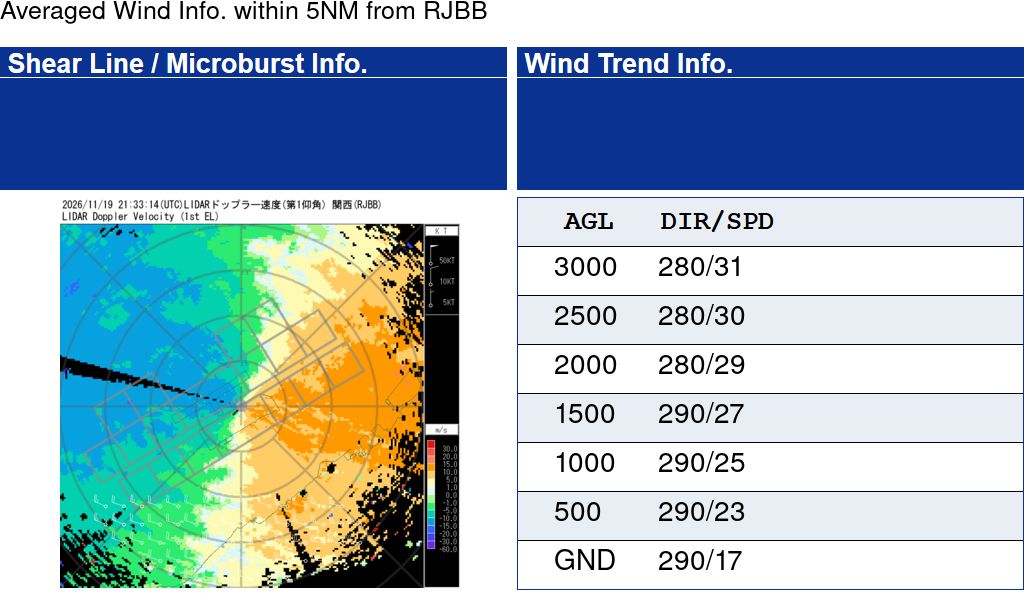 Averaged Wind Info. within 5NM from RJBB
Shear Line / Microburst Info.
Wind Trend Info.
2026/11/19 21:33:14(UTC)LIDARドップラー速度(第1仰角) 関西(RJBB)
LIDAR Doppler Velocity (1st EL)
K T
50KT
10KT
5KT
m/s
30.0
20.0
15.0
10.0
5.0
1.0
0.0
-1.0
-5.0
-10.0
-15.0
-20.0
-30.0
-60.0
AGL DIR/SPD
3000 280/31
2500 280/30
2000 280/29
1500 290/27
1000 290/25
500 290/23
GND 290/17